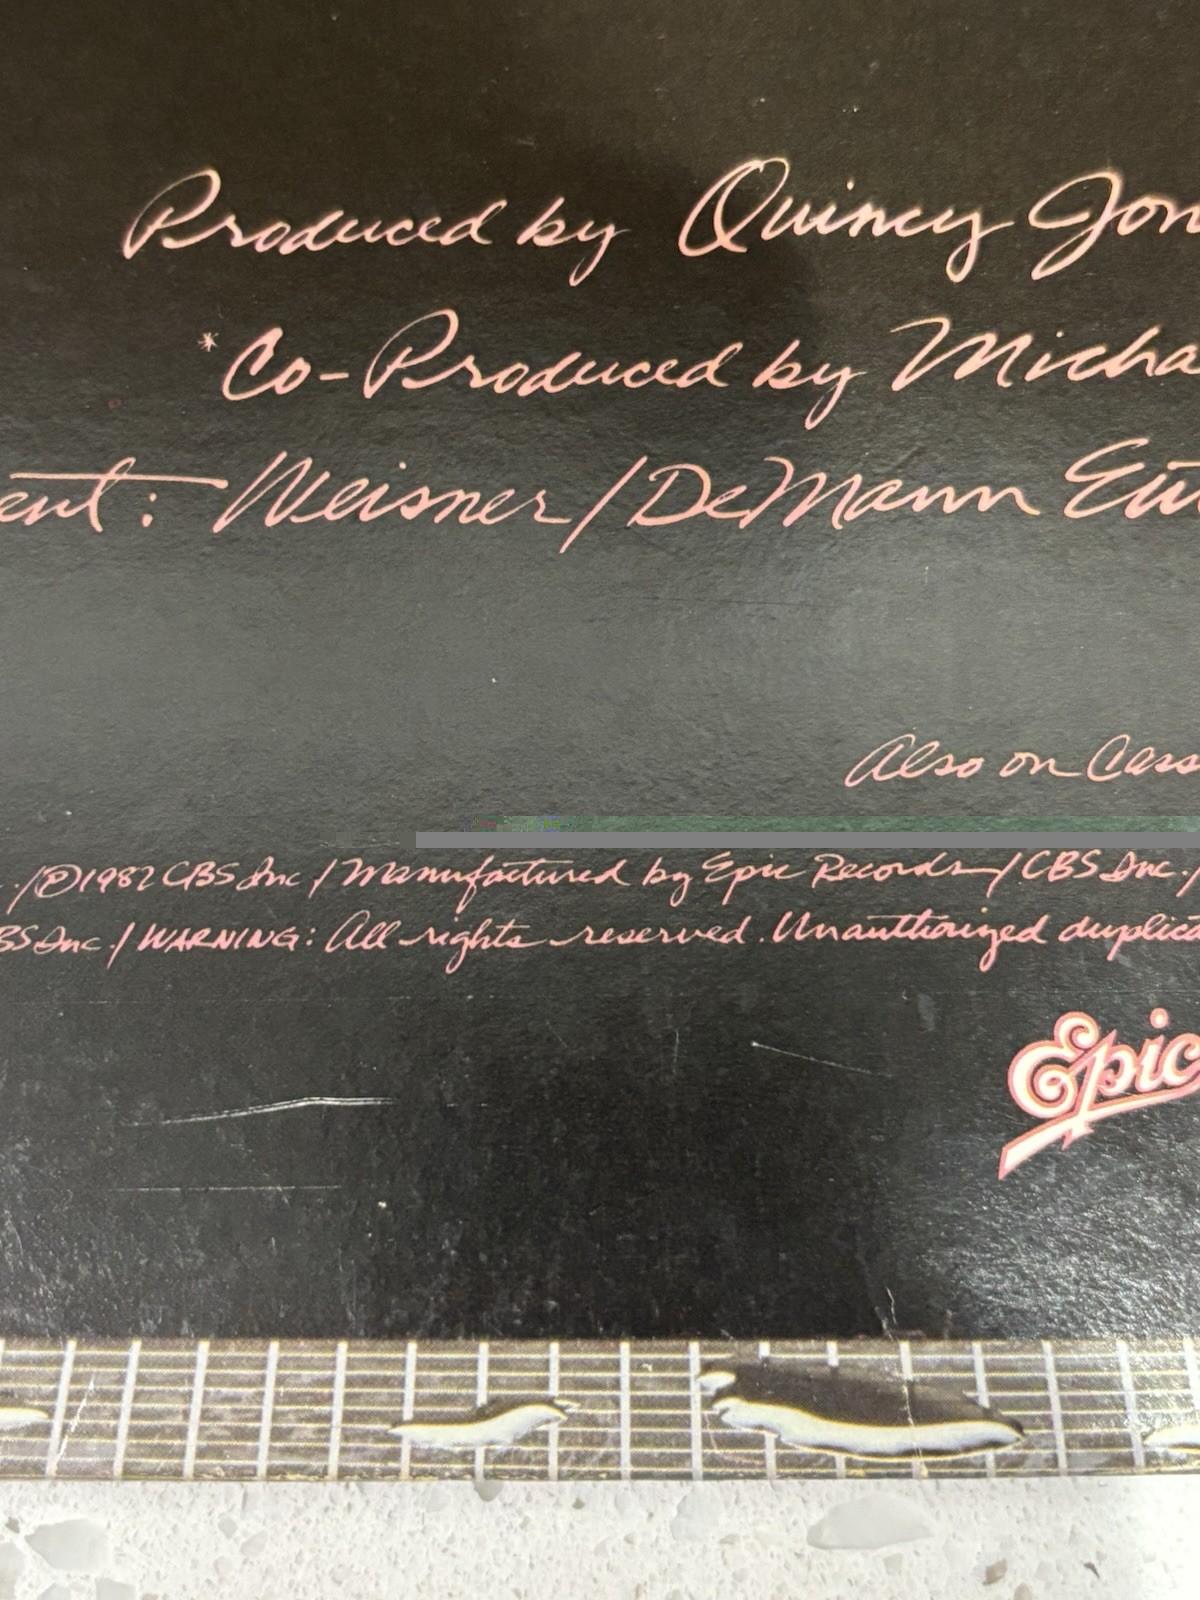 Produced by Quincy Jon
*Co-Produced by Micha
ent: Weisner/DeMann Ent
Also on Cass
./℗1982 CBS Inc / Manufactured by Epic Records / CBS Inc./
BS Inc./ WARNING: All rights reserved. Unauthorized duplica
Epic